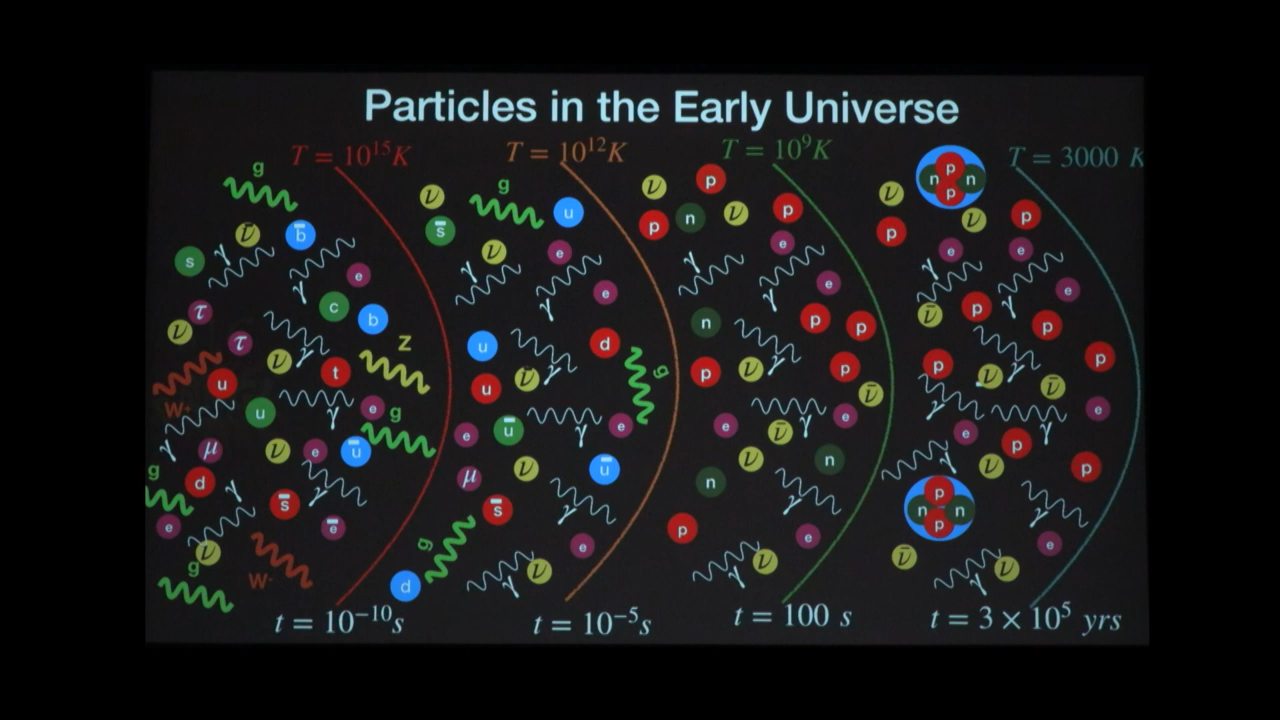 Particles in the Early Universe
T = 10¹⁵K
T = 10¹²K
T = 10⁹K
T = 3000 K
g
ν̄
b̄
s
γ
γ
e
τ
c
b
ν
τ
ν
γ
Z
u
t
W+
u
γ
e
g
γ
μ
ν
e
ū
g
d
γ
γ
s̄
e
ē
ν
g
W-
ν
g
u
s̄
ν
e
γ
γ
e
u
d
γ
g
u
ν̄
ū
γ
e
e
μ
ν
ū
s̄
γ
g
e
d
γ
ν
ν
p
p
n
ν
p
e
γ
γ
e
n
p
p
p
ν
γ
p
ν̄
e
ν̄
γ
e
ν
n
n
γ
p
e
γ
ν
p
n
n
p
ν
p
ν
p
e
e
γ
γ
e
ν̄
p
p
p
γ
p
ν
ν̄
γ
γ
e
e
p
γ
ν
p
p
n
n
p
γ
e
ν̄
γ
ν
t = 10⁻¹⁰s
t = 10⁻⁵s
t = 100 s
t = 3 × 10⁵ yrs